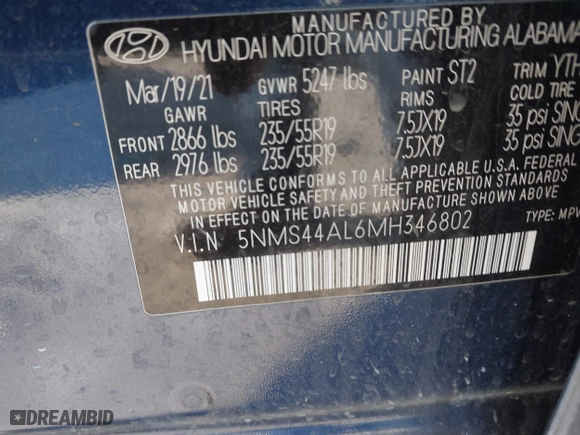 MANUFACTURED BY
HYUNDAI MOTOR MANUFACTURING ALABAMA
Mar/19/21 GVWR 5247 lbs PAINT ST2 TRIM YTH
GAWR TIRES RIMS COLD TIRE
FRONT 2866 lbs 235/55R19 7.5JX19 35 psi SING
REAR 2976 lbs 235/55R19 7.5JX19 35 psi SING
THIS VEHICLE CONFORMS TO ALL APPLICABLE U.S.A. FEDERAL
MOTOR VEHICLE SAFETY AND THEFT PREVENTION STANDARDS
IN EFFECT ON THE DATE OF MANUFACTURE SHOWN ABOVE.
V.I.N. 5NMS44AL6MH346802 TYPE: MPV
DREAMBID